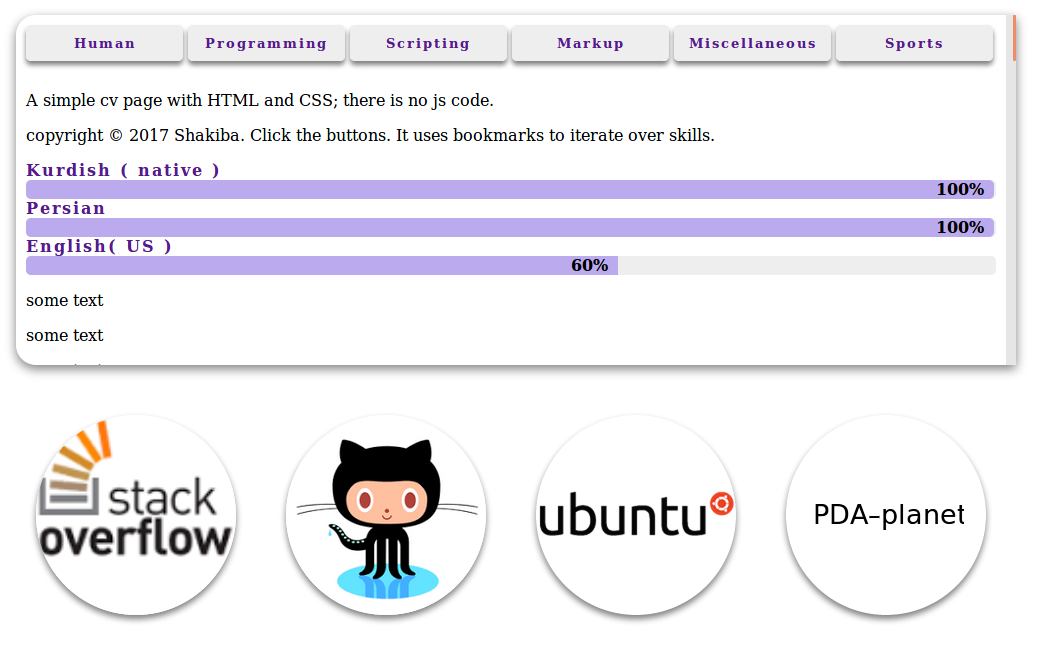 Human Programming Scripting Markup Miscellaneous Sports
A simple cv page with HTML and CSS; there is no js code.
copyright © 2017 Shakiba. Click the buttons. It uses bookmarks to iterate over skills.
Kurdish ( native )
100%
Persian
100%
English( US )
60%
some text
some text
stack
overflow
ubuntu
PDA–planet